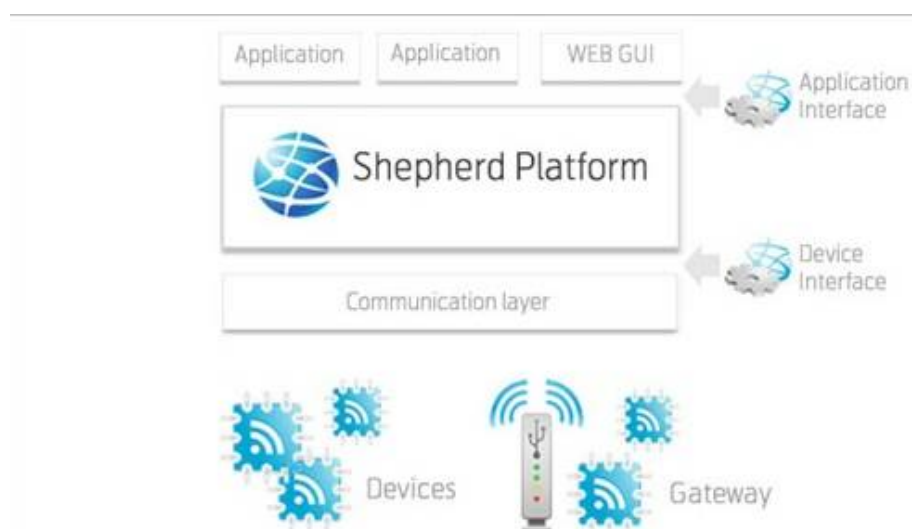 Application
Application
WEB GUI
Application
Interface
Shepherd Platform
Device
Interface
Communication layer
Devices
Gateway